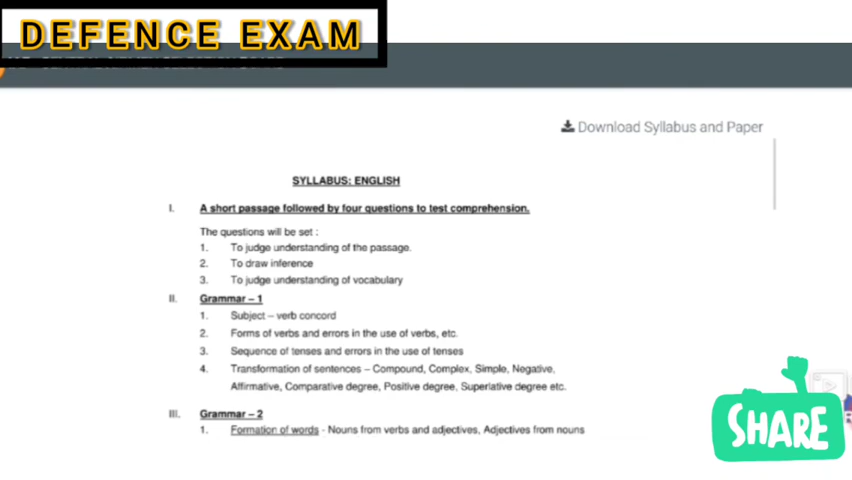 DEFENCE EXAM
Download Syllabus and Paper
SYLLABUS: ENGLISH
I. A short passage followed by four questions to test comprehension.
The questions will be set :
1. To judge understanding of the passage.
2. To draw inference
3. To judge understanding of vocabulary
II. Grammar – 1
1. Subject – verb concord
2. Forms of verbs and errors in the use of verbs, etc.
3. Sequence of tenses and errors in the use of tenses
4. Transformation of sentences – Compound, Complex, Simple, Negative,
Affirmative, Comparative degree, Positive degree, Superlative degree etc.
III. Grammar – 2
1. Formation of words - Nouns from verbs and adjectives, Adjectives from nouns
SHARE